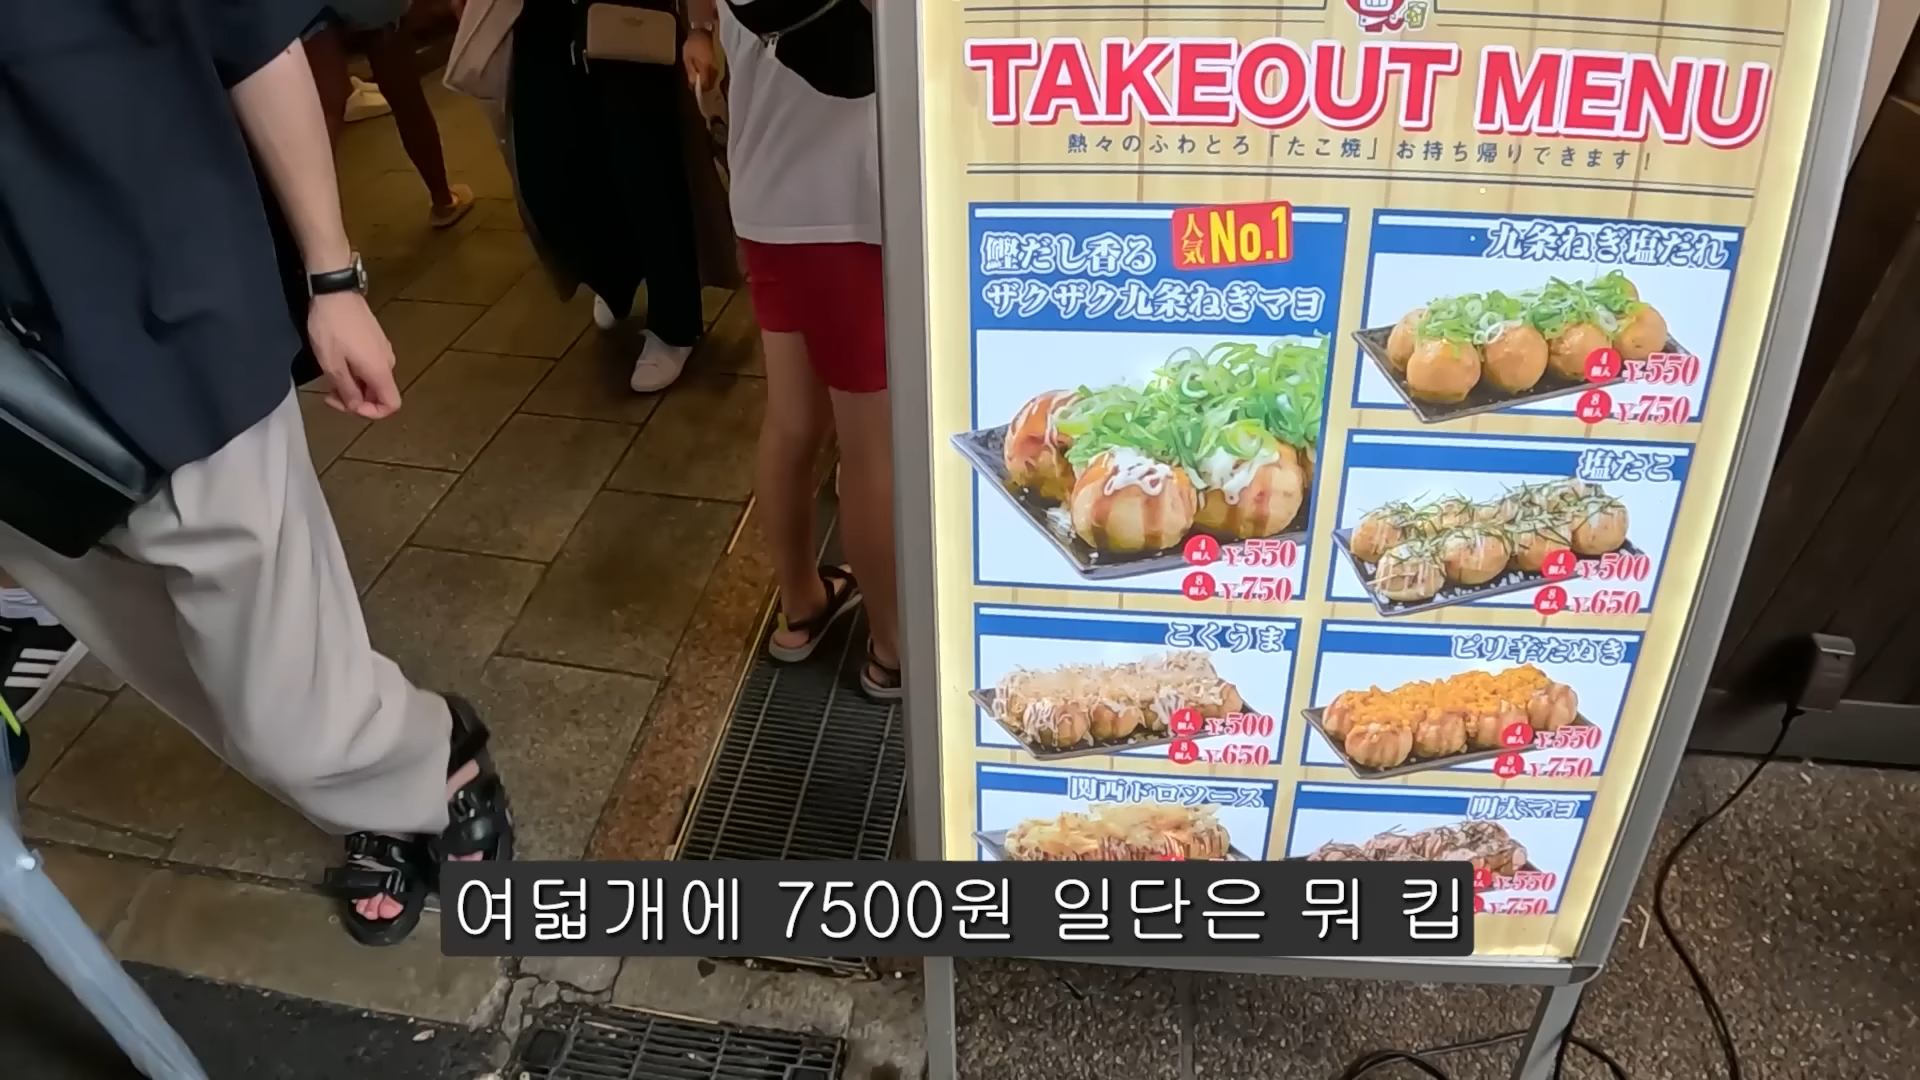 TAKEOUT MENU
熱々のふわとろ「たこ焼」お持ち帰りできます!
人気 No.1
鰹だし香る
ザクザク九条ねぎマヨ
4個入 ¥550
8個入 ¥750
九条ねぎ塩だれ
4個入 ¥550
8個入 ¥750
塩たこ
4個入 ¥500
8個入 ¥650
こくうま
4個入 ¥500
8個入 ¥650
ピリ辛たぬき
4個入 ¥550
8個入 ¥750
関西ドロソース
明太マヨ
¥550
¥750
여덟개에 7500원 일단은 뭐 킵